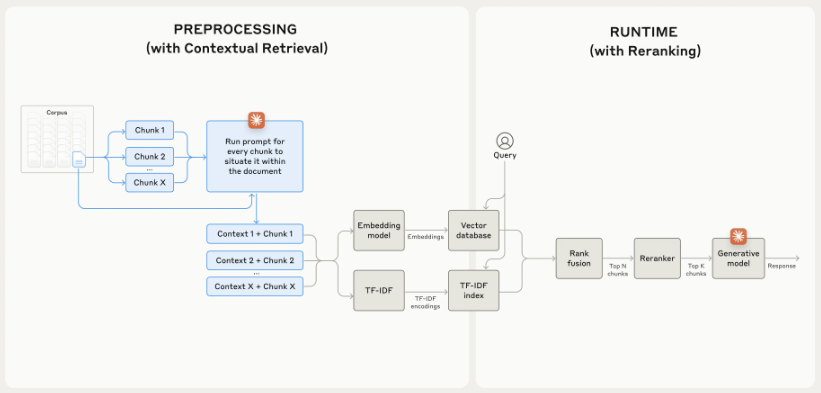 PREPROCESSING
(with Contextual Retrieval)
RUNTIME
(with Reranking)
Corpus
Chunk 1
Chunk 2
...
Chunk X
Run prompt for
every chunk to
situate it within
the document
Context 1 + Chunk 1
Context 2 + Chunk 2
...
Context X + Chunk X
Embedding
model
Embeddings
Vector
database
TF-IDF
TF-IDF
encodings
TF-IDF
index
Query
Rank
fusion
Top N
chunks
Reranker
Top K
chunks
Generative
model
Response